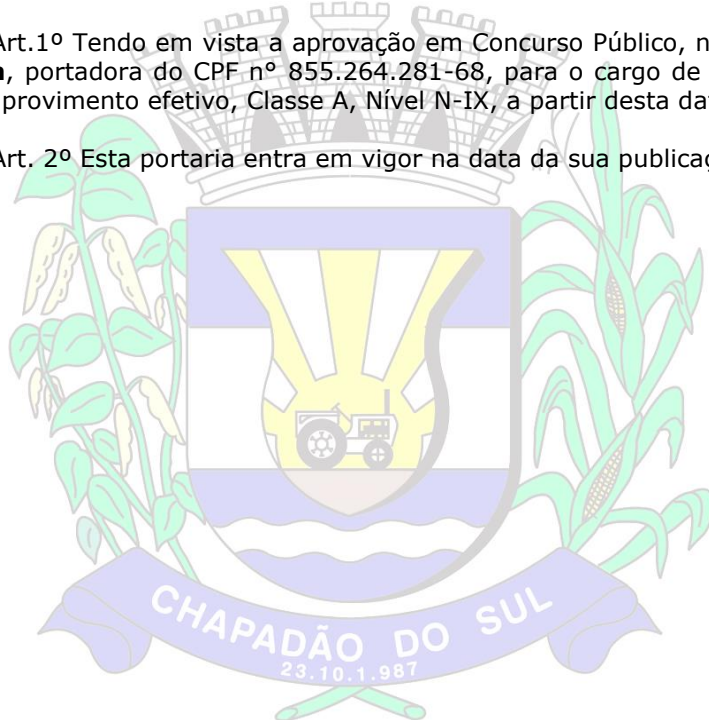 Art.1º Tendo em vista a aprovação em Concurso Público, n
, portadora do CPF nº 855.264.281-68, para o cargo de
provimento efetivo, Classe A, Nível N-IX, a partir desta da
Art. 2º Esta portaria entra em vigor na data da sua publica
CHAPADÃO DO SUL
23.10.1.987